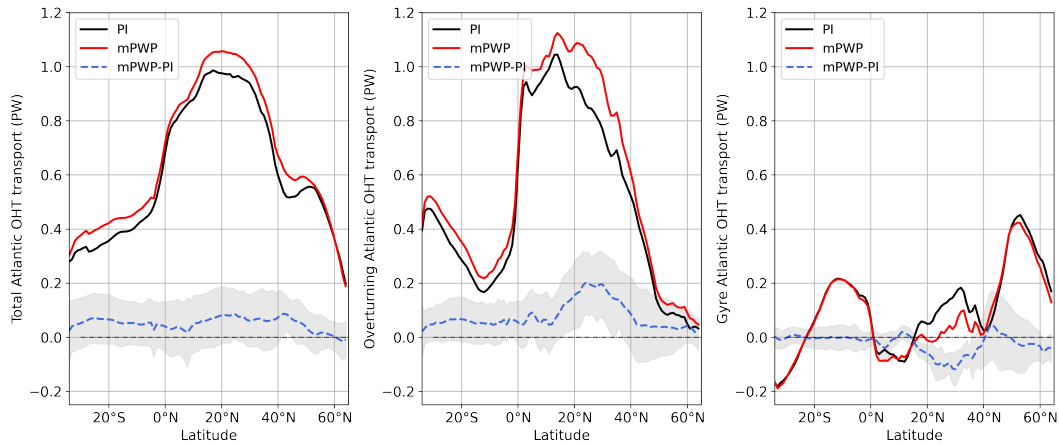 Total Atlantic OHT transport (PW)
1.2
1.0
0.8
0.6
0.4
0.2
0.0
−0.2
PI
mPWP
mPWP-PI
20°S
0°N
20°N
40°N
60°N
Latitude
Overturning Atlantic OHT transport (PW)
1.2
1.0
0.8
0.6
0.4
0.2
0.0
−0.2
PI
mPWP
mPWP-PI
20°S
0°N
20°N
40°N
60°N
Latitude
Gyre Atlantic OHT transport (PW)
1.2
1.0
0.8
0.6
0.4
0.2
0.0
−0.2
PI
mPWP
mPWP-PI
20°S
0°N
20°N
40°N
60°N
Latitude